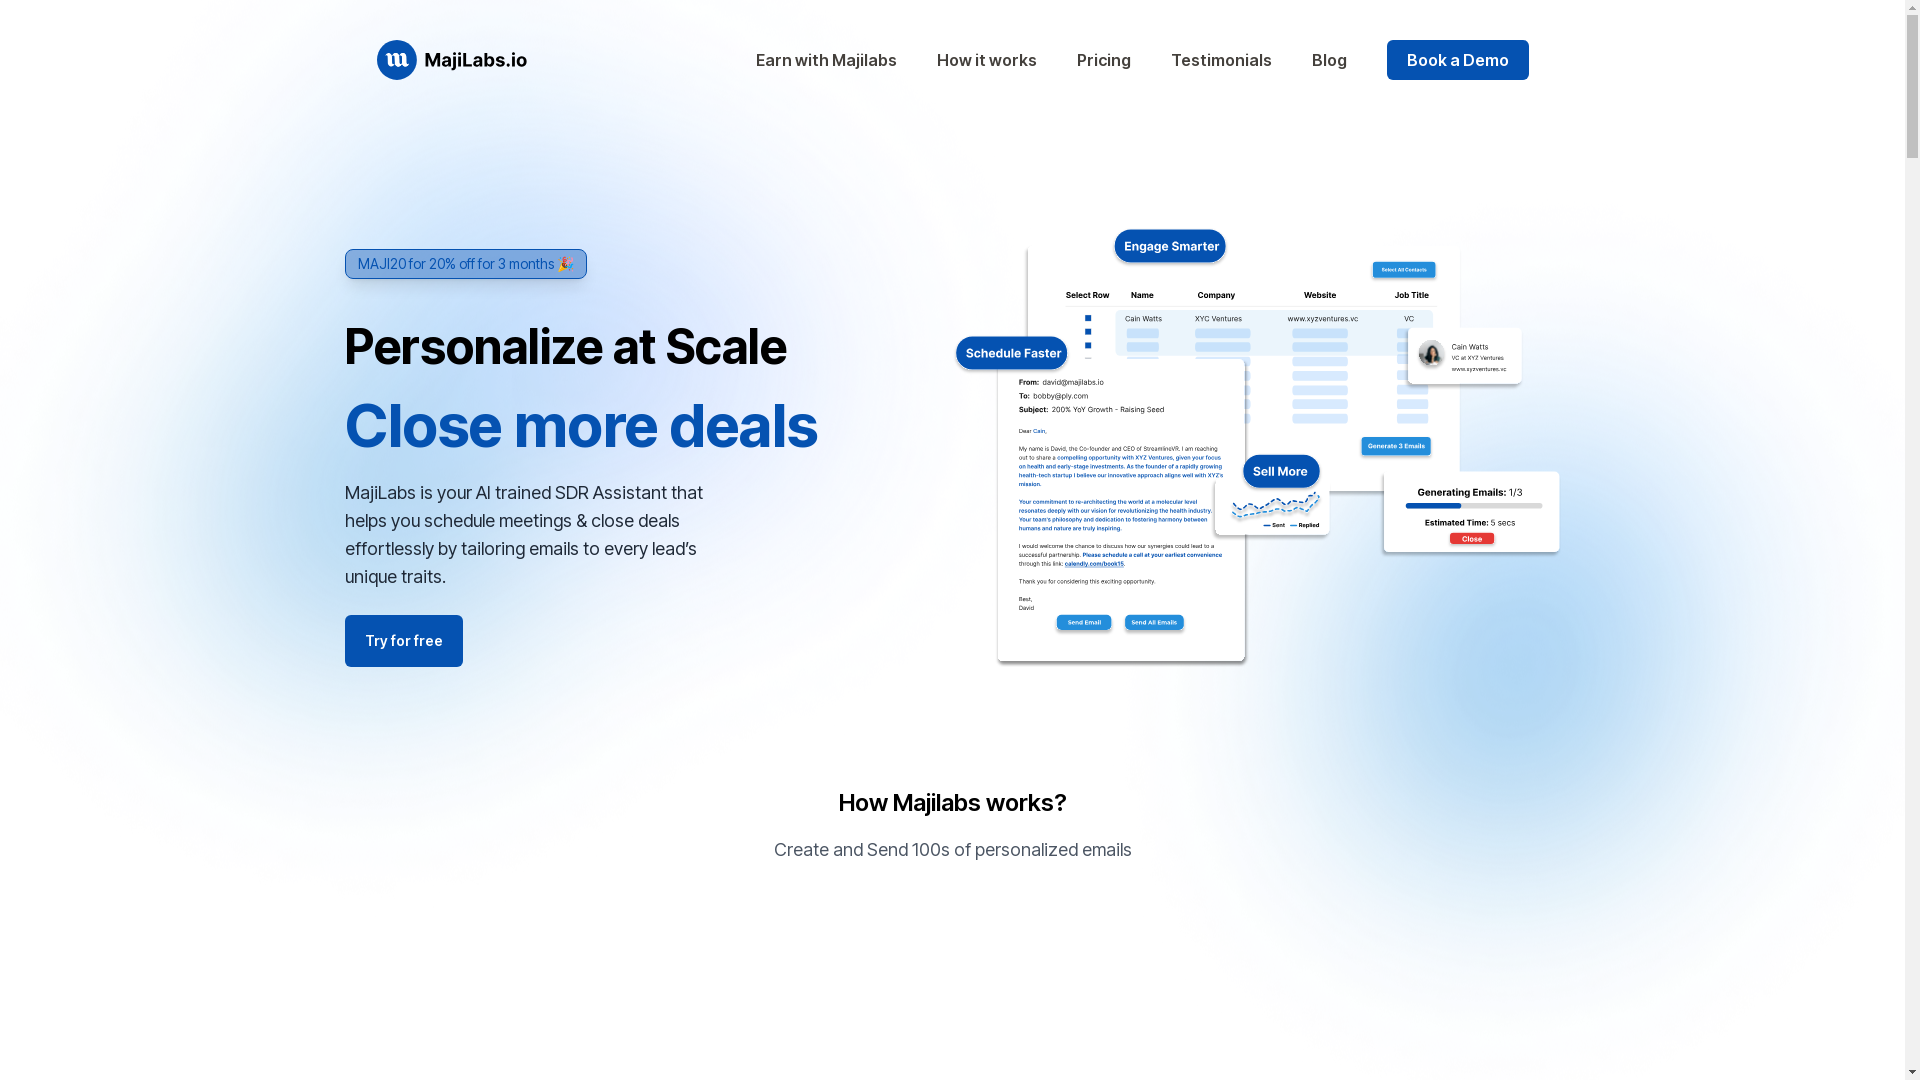 MajiLabs.io
Earn with Majilabs
How it works
Pricing
Testimonials
Blog
Book a Demo
MAJI20 for 20% off for 3 months 🎉
Personalize at Scale
Close more deals
MajiLabs is your AI trained SDR Assistant that
helps you schedule meetings & close deals
effortlessly by tailoring emails to every lead’s
unique traits.
Try for free
Engage Smarter
Select All Contacts
Select Row Name Company Website Job Title
Cain Watts XYC Ventures www.xyzventures.vc VC
Cain Watts
VC at XYZ Ventures
www.xyzventures.vc
Schedule Faster
From: david@majilabs.io
To: bobby@ply.com
Subject: 200% YoY Growth - Raising Seed
Dear Cain,
My name is David, the Co-founder and CEO of StreamlineVR. I am reaching
out to share a compelling opportunity with XYZ Ventures, given your focus
on health and early-stage investments. As the founder of a rapidly growing
health-tech startup I believe our innovative approach aligns well with XYZ's
mission.
Your commitment to re-architecting the world at a molecular level
resonates deeply with our vision for revolutionizing the health industry.
Your team's philosophy and dedication to fostering harmony between
humans and nature are truly inspiring.
I would welcome the chance to discuss how our synergies could lead to a
successful partnership. Please schedule a call at your earliest convenience
through this link: calendly.com/book15.
Thank you for considering this exciting opportunity.
Best,
David
Send Email
Send All Emails
Generate 3 Emails
Sell More
Sent Replied
Generating Emails: 1/3
Estimated Time: 5 secs
Close
How Majilabs works?
Create and Send 100s of personalized emails